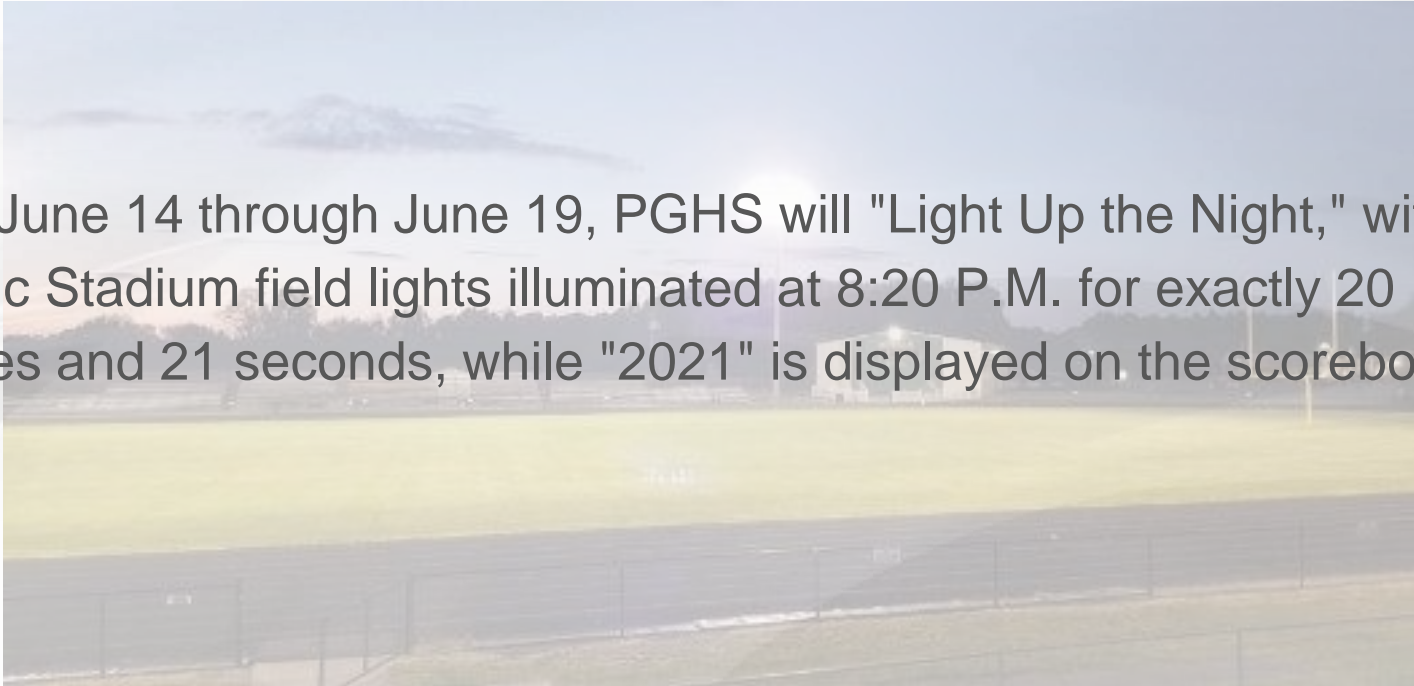 June 14 through June 19, PGHS will "Light Up the Night," wi
c Stadium field lights illuminated at 8:20 P.M. for exactly 20
es and 21 seconds, while "2021" is displayed on the scorebo